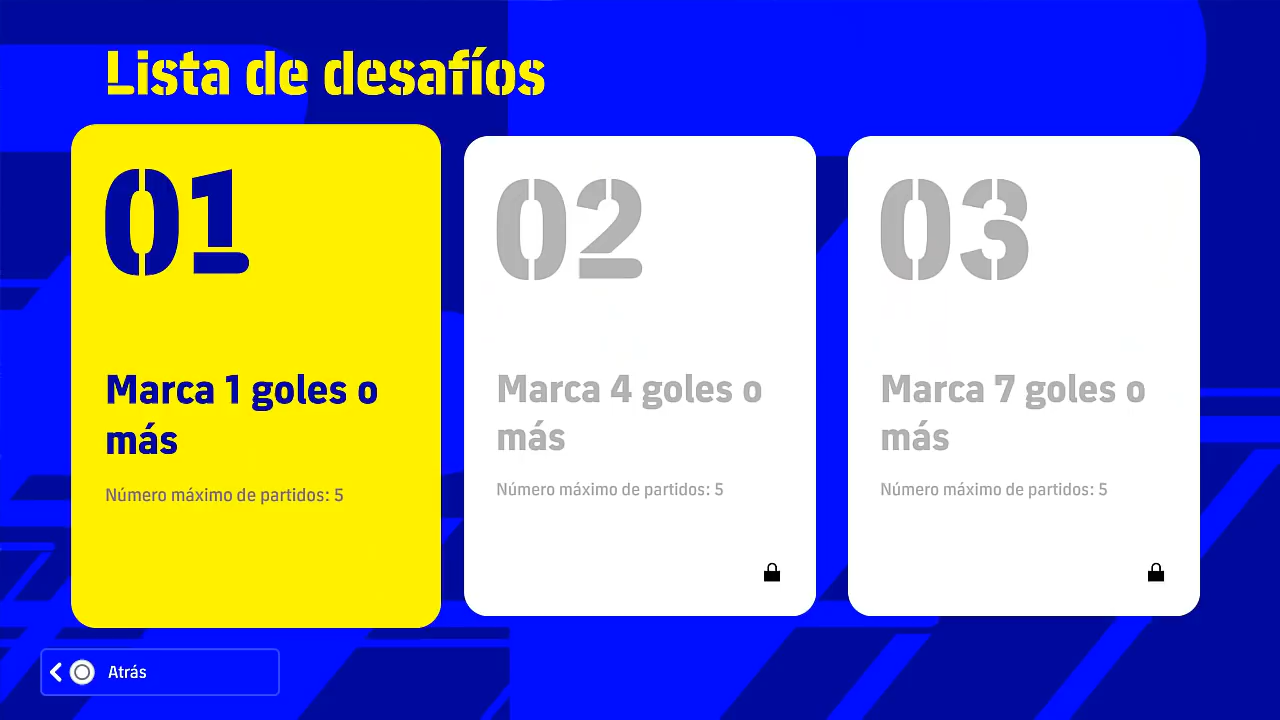 Lista de desafíos
01
Marca 1 goles o
más
Número máximo de partidos: 5
02
Marca 4 goles o
más
Número máximo de partidos: 5
03
Marca 7 goles o
más
Número máximo de partidos: 5
Atrás